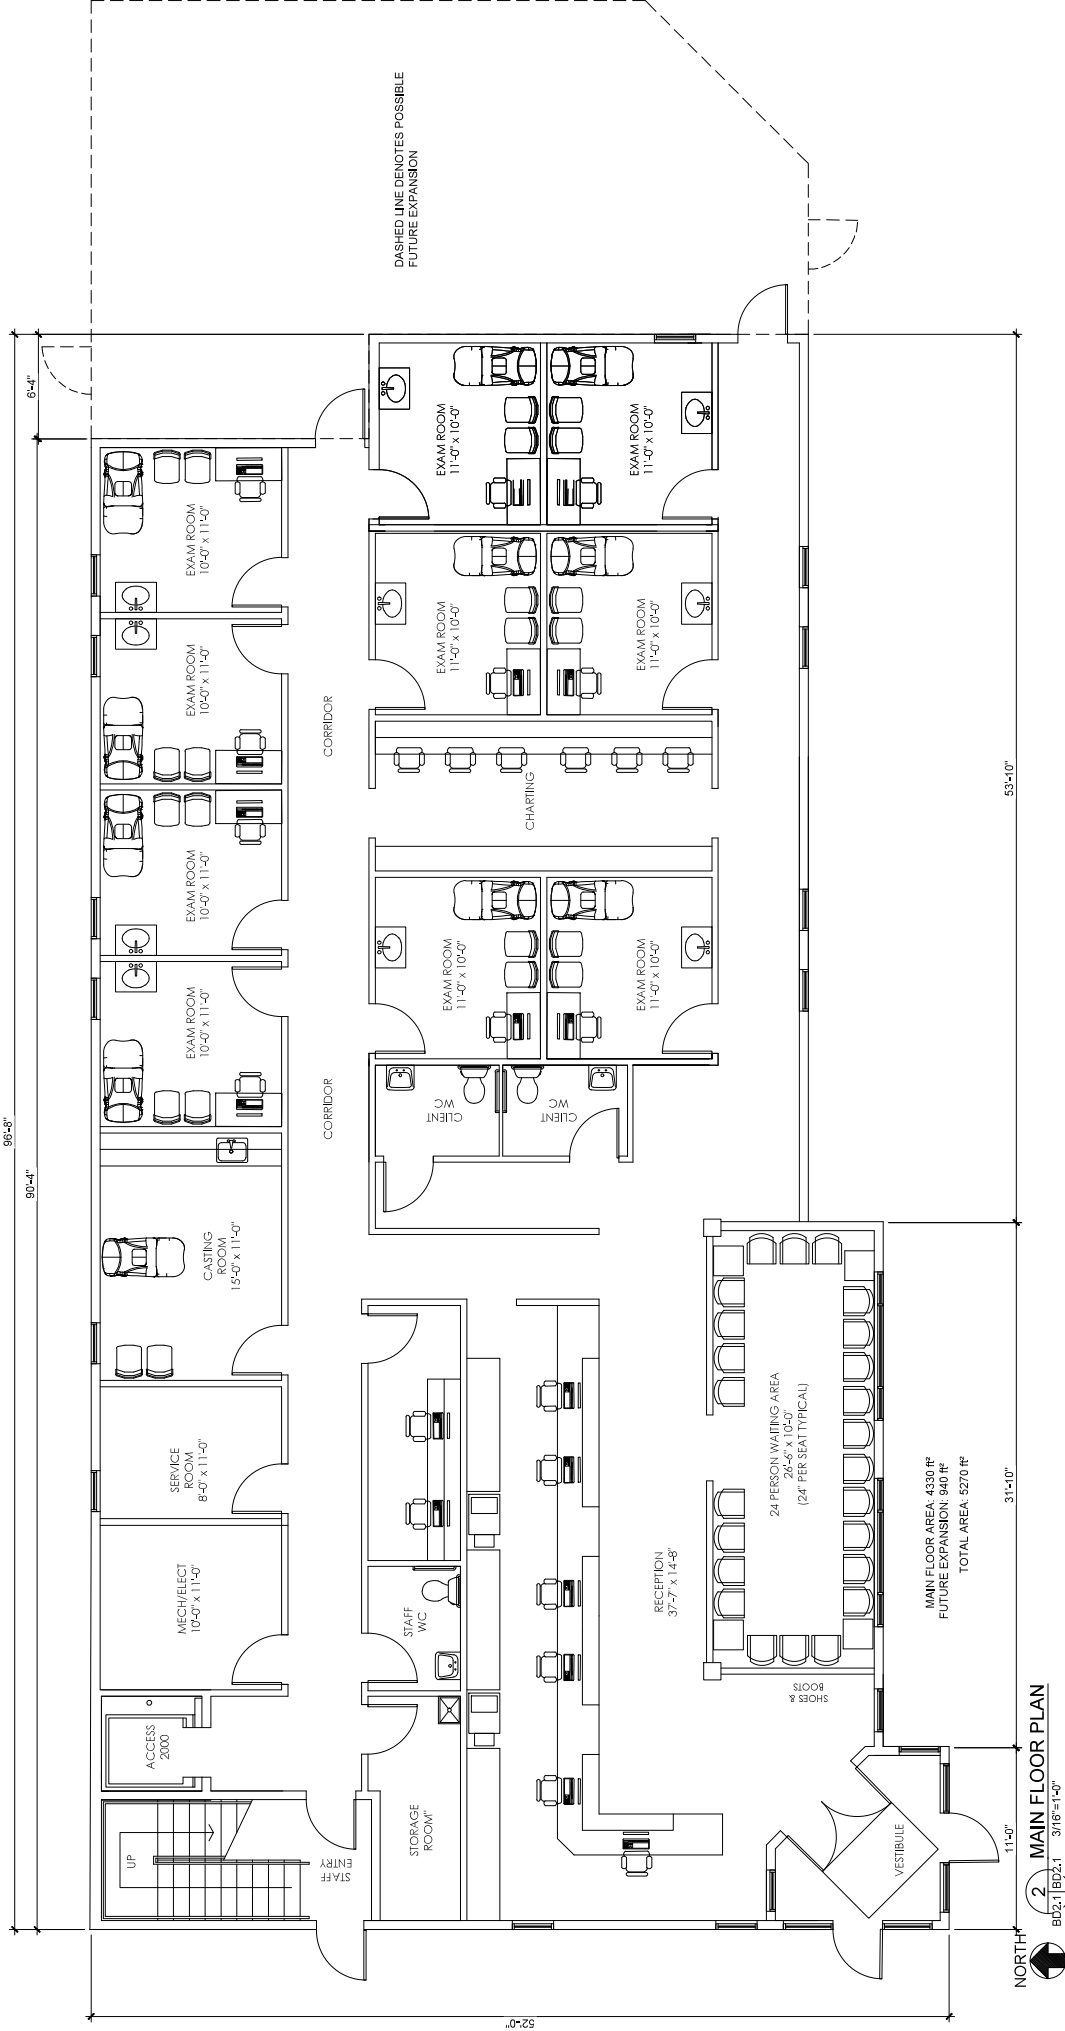 96'-8"
90'-4"
6'-4"
DASHED LINE DENOTES POSSIBLE
FUTURE EXPANSION
UP
STAFF
ENTRY
ACCESS
2000
MECH/ELECT
10'-0" x 11'-0"
SERVICE
ROOM
8'-0" x 11'-0"
CASTING
ROOM
15'-0" x 11'-0"
EXAM ROOM
10'-0" x 11'-0"
EXAM ROOM
10'-0" x 11'-0"
EXAM ROOM
10'-0" x 11'-0"
EXAM ROOM
10'-0" x 11'-0"
CORRIDOR
CORRIDOR
STORAGE
ROOM"
STAFF
WC
CLIENT
WC
CLIENT
WC
EXAM ROOM
11'-0" x 10'-0"
EXAM ROOM
11'-0" x 10'-0"
CHARTING
EXAM ROOM
11'-0" x 10'-0"
EXAM ROOM
11'-0" x 10'-0"
EXAM ROOM
11'-0" x 10'-0"
EXAM ROOM
11'-0" x 10'-0"
RECEPTION
37'-7" x 14'-8"
24 PERSON WAITING AREA
26'-6" x 10'-0"
(24" PER SEAT TYPICAL)
SHOES &
BOOTS
VESTIBULE
52'-0"
11'-0"
31'-10"
53'-10"
MAIN FLOOR AREA: 4330 ft²
FUTURE EXPANSION: 940 ft²
TOTAL AREA: 5270 ft²
NORTH
2
MAIN FLOOR PLAN
BD2.1 BD2.1 3/16"=1'-0"